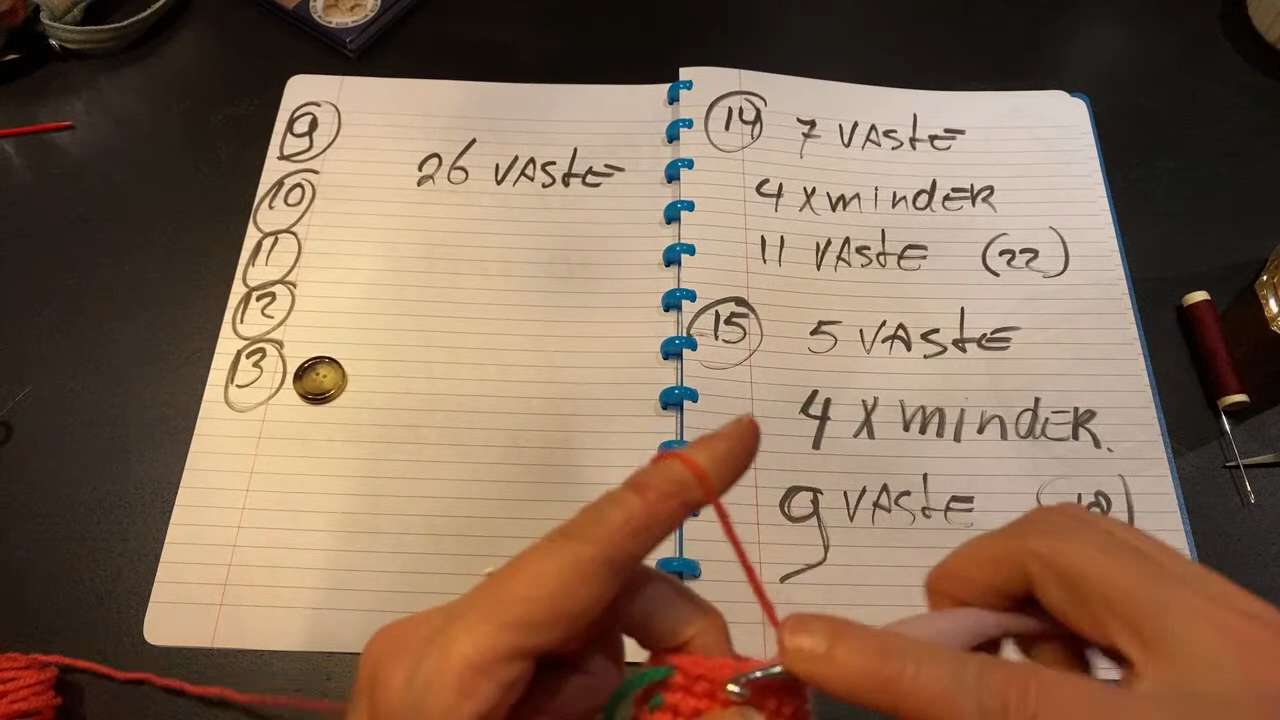 9
26 VASTE
10
11
12
13
14 7 VASTE
4 X minDER
11 VASTE (22)
15 5 VASTE
4 X minDER.
9 VASTE (18)